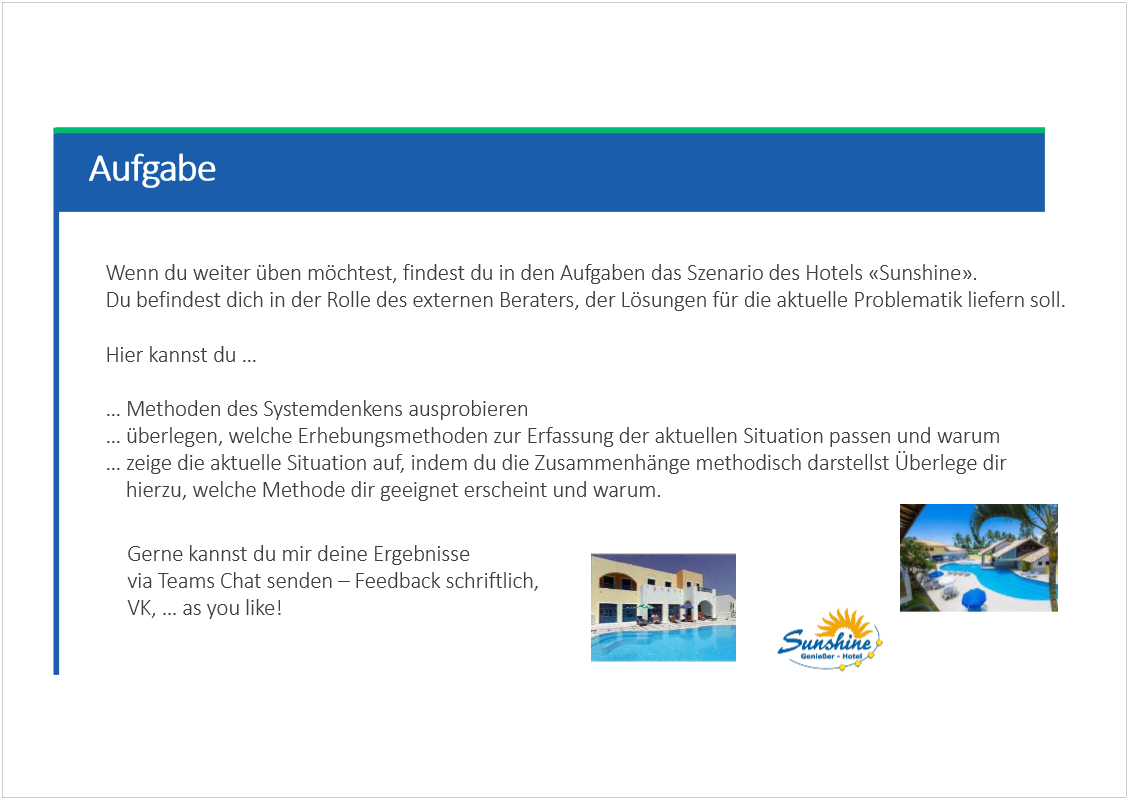 Aufgabe
Wenn du weiter üben möchtest, findest du in den Aufgaben das Szenario des Hotels «Sunshine».
Du befindest dich in der Rolle des externen Beraters, der Lösungen für die aktuelle Problematik liefern soll.
Hier kannst du ...
... Methoden des Systemdenkens ausprobieren
... überlegen, welche Erhebungsmethoden zur Erfassung der aktuellen Situation passen und warum
... zeige die aktuelle Situation auf, indem du die Zusammenhänge methodisch darstellst Überlege dir
hierzu, welche Methode dir geeignet erscheint und warum.
Gerne kannst du mir deine Ergebnisse
via Teams Chat senden – Feedback schriftlich,
VK, ... as you like!
Sunshine
Genießer - Hotel